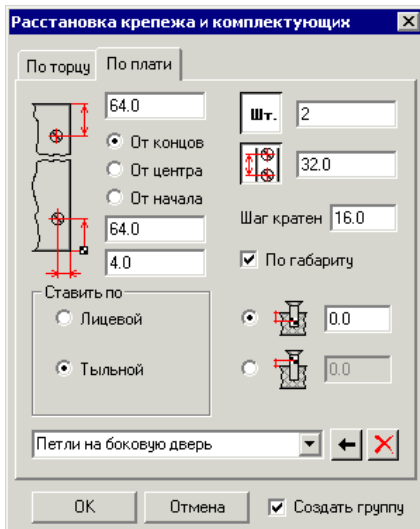 Расстановка крепежа и комплектующих
По торцу
По плати
64.0
От концов
От центра
От начала
64.0
4.0
Шт.
2
32.0
Шаг кратен
16.0
По габариту
Ставить по
Лицевой
Тыльной
0.0
0.0
Петли на боковую дверь
OK
Отмена
Создать группу